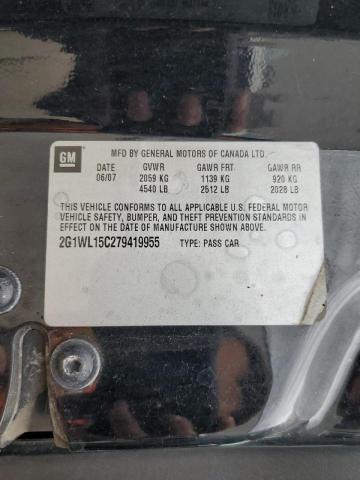 GM
MFD BY GENERAL MOTORS OF CANADA LTD.
DATE GVWR GAWR FRT GAWR RR
06/07 2059 KG 1139 KG 920 KG
4540 LB 2512 LB 2028 LB
THIS VEHICLE CONFORMS TO ALL APPLICABLE U.S. FEDERAL MOTOR
VEHICLE SAFETY, BUMPER, AND THEFT PREVENTION STANDARDS IN
EFFECT ON THE DATE OF MANUFACTURE SHOWN ABOVE.
2G1WL15C279419955 TYPE: PASS CAR